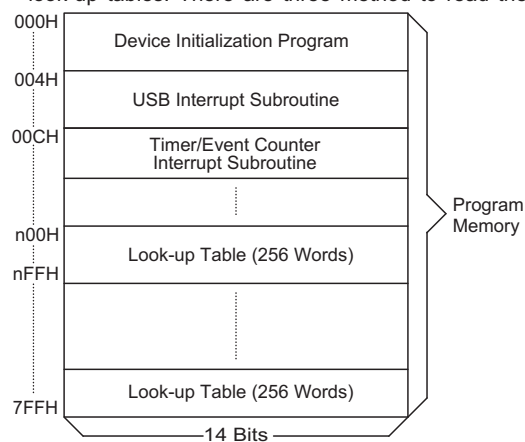 look-up tables. There are three method to read the
000H
Device Initialization Program
004H
USB Interrupt Subroutine
00CH
Timer/Event Counter
Interrupt Subroutine
Program
Memory
n00H
Look-up Table (256 Words)
nFFH
Look-up Table (256 Words)
7FFH
14 Bits